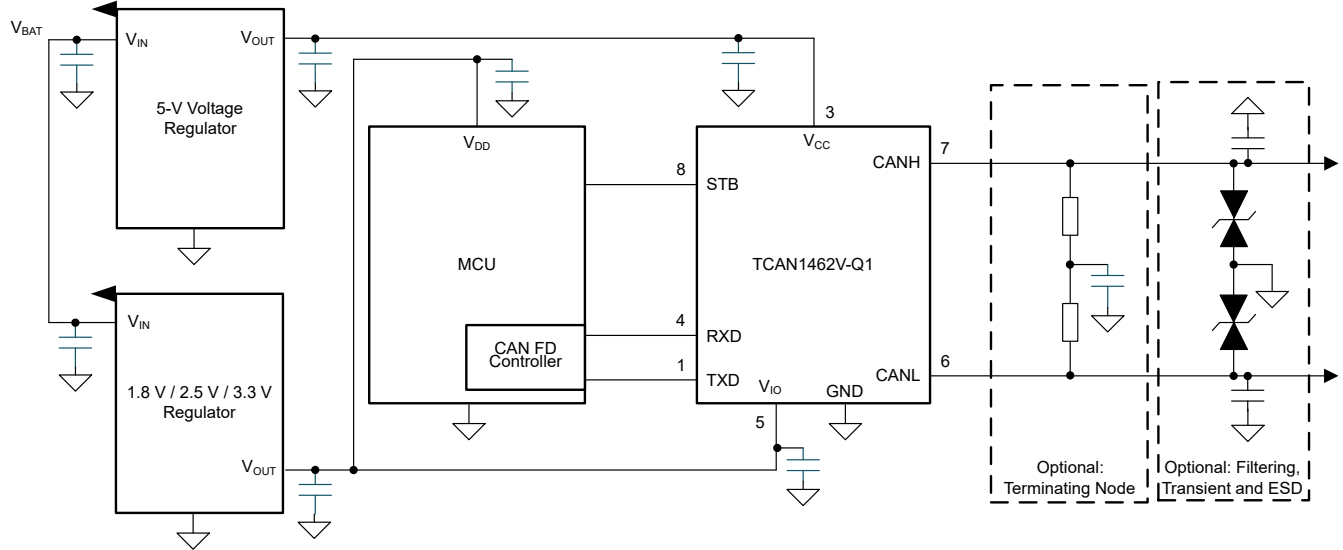 VBAT
VIN
VOUT
5-V Voltage
Regulator
VIN
1.8 V / 2.5 V / 3.3 V
Regulator
VOUT
VDD
MCU
CAN FD
Controller
8
4
1
3
VCC
STB
TCAN1462V-Q1
RXD
TXD
VIO
GND
5
CANH
7
CANL
6
Optional:
Terminating Node
Optional: Filtering,
Transient and ESD